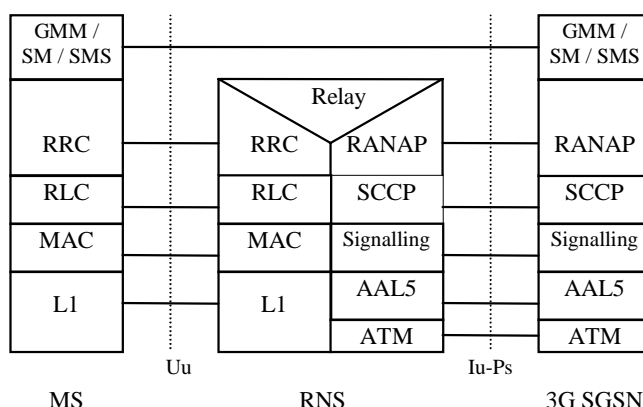 GMM /
SM / SMS
GMM /
SM / SMS
Relay
RRC
RRC
RANAP
RANAP
RLC
RLC
SCCP
SCCP
MAC
MAC
Signalling
Signalling
L1
L1
AAL5
AAL5
ATM
ATM
Uu
Iu-Ps
MS
RNS
3G SGSN